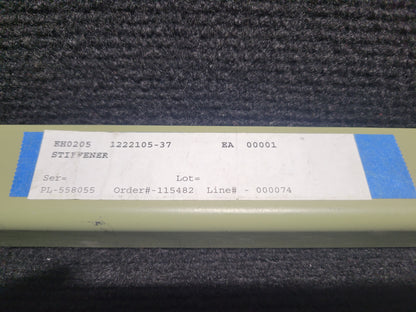 EH0205 1222105-37 EA 00001
STIFFENER
Ser= Lot=
PL-558055 Order#-115482 Line# - 000074